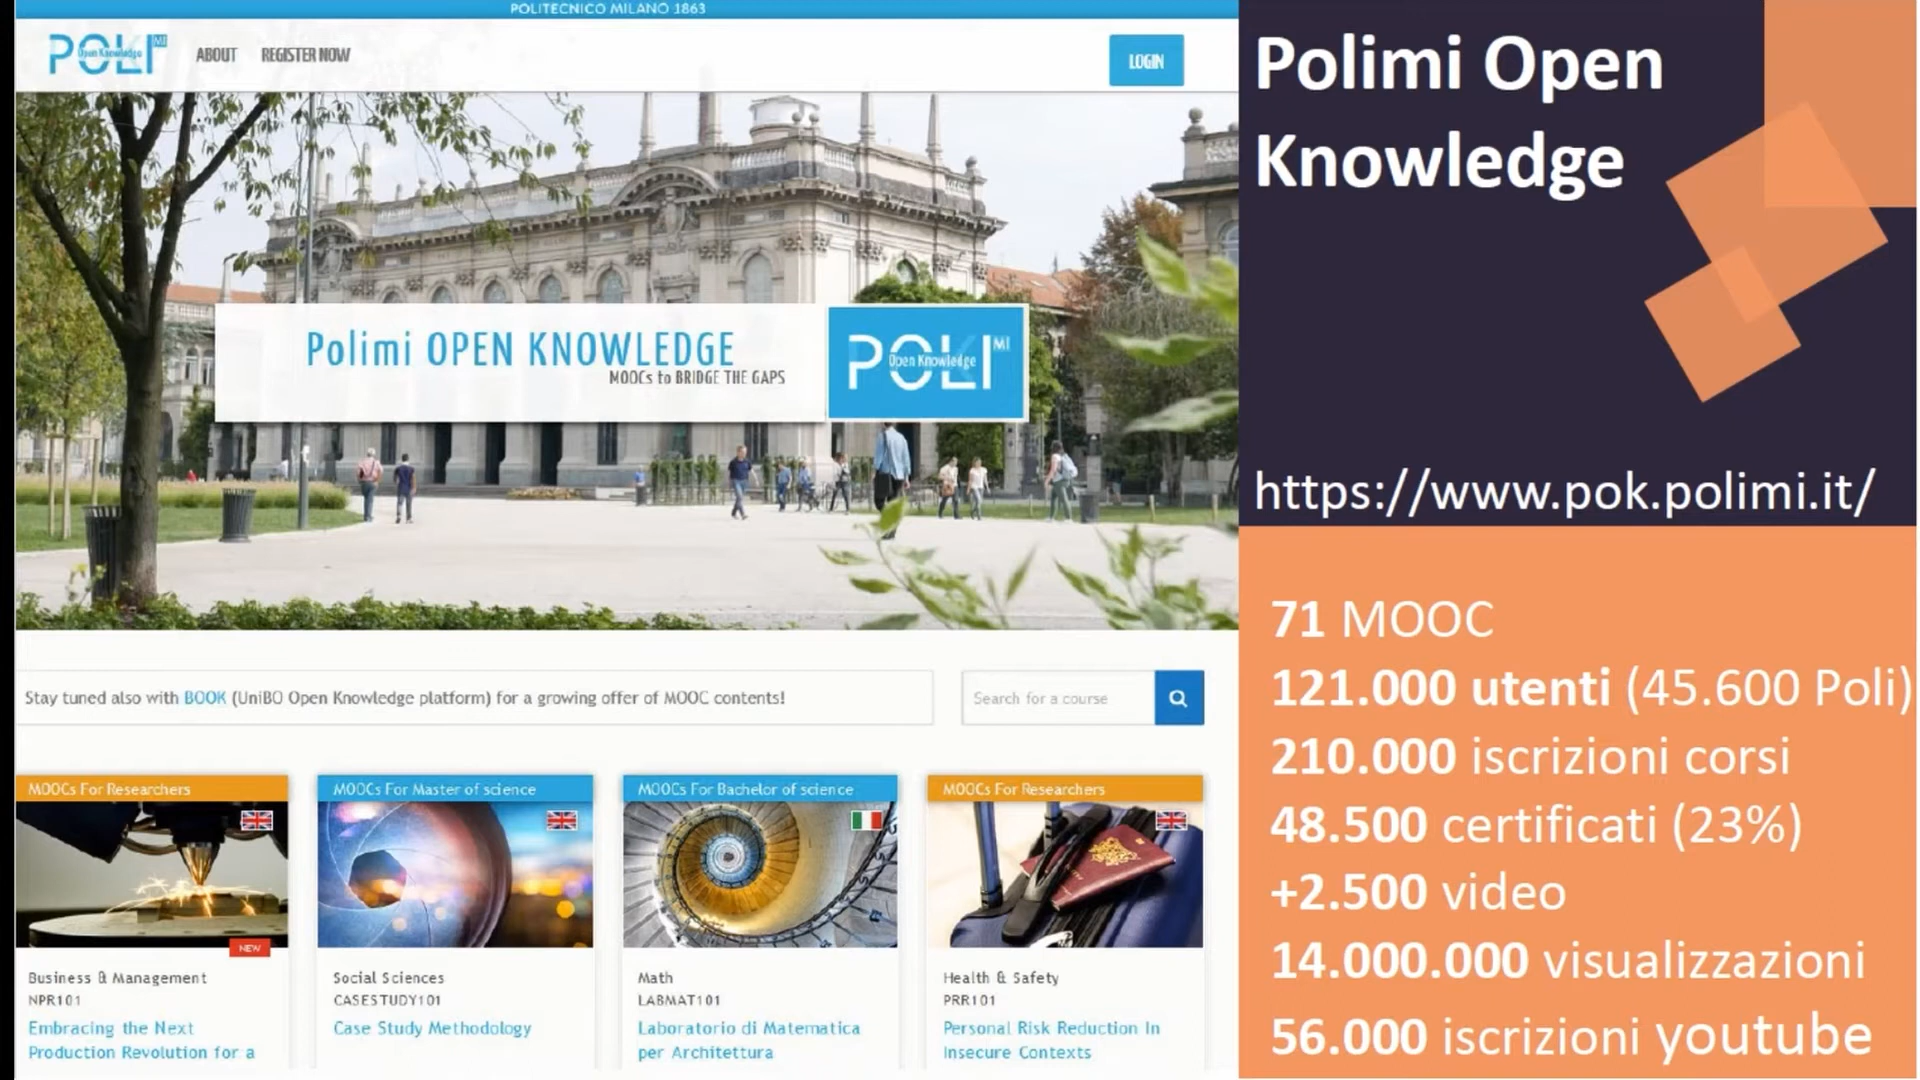 POLITECNICO MILANO 1863
POLI MI
Open Knowledge
ABOUT
REGISTER NOW
LOGIN
Polimi OPEN KNOWLEDGE
MOOCs to BRIDGE THE GAPS
POLI MI
Open Knowledge
Stay tuned also with BOOK (UniBO Open Knowledge platform) for a growing offer of MOOC contents!
Search for a course
MOOCs For Researchers
NEW
Business & Management
NPR101
Embracing the Next
Production Revolution for a
MOOCs For Master of science
Social Sciences
CASESTUDY101
Case Study Methodology
MOOCs For Bachelor of science
Math
LABMAT101
Laboratorio di Matematica
per Architettura
MOOCs For Researchers
Health & Safety
PRR101
Personal Risk Reduction In
Insecure Contexts
Polimi Open
Knowledge
https://www.pok.polimi.it/
71 MOOC
121.000 utenti (45.600 Poli)
210.000 iscrizioni corsi
48.500 certificati (23%)
+2.500 video
14.000.000 visualizzazioni
56.000 iscrizioni youtube